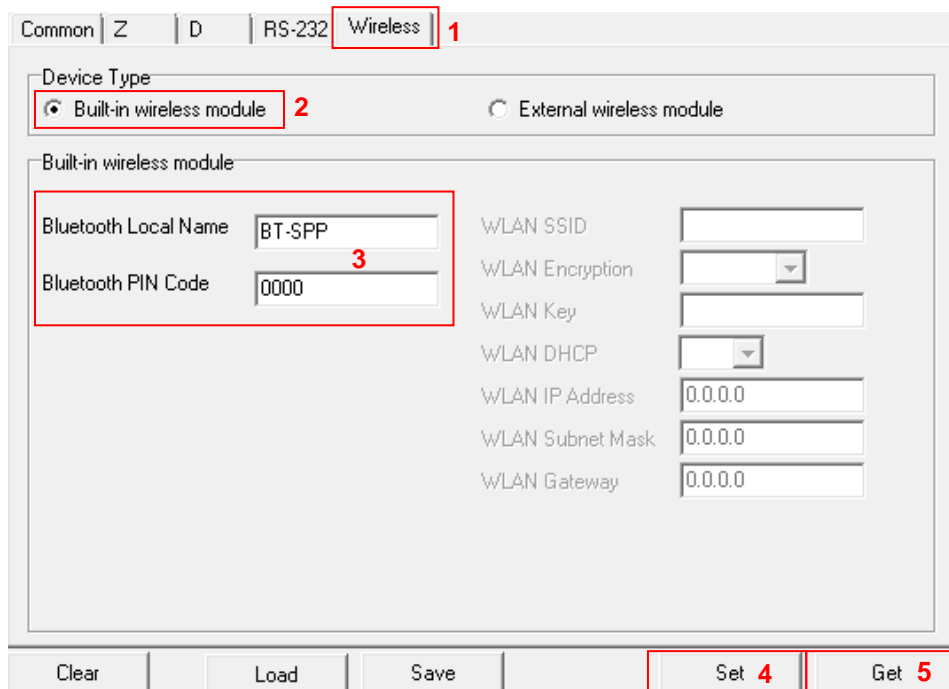 Common Z D RS-232 Wireless 1
Device Type
Built-in wireless module 2 External wireless module
Built-in wireless module
Bluetooth Local Name BT-SPP WLAN SSID
3
WLAN Encryption
Bluetooth PIN Code 0000
WLAN Key
WLAN DHCP
WLAN IP Address 0.0.0.0
WLAN Subnet Mask 0.0.0.0
WLAN Gateway 0.0.0.0
Clear Load Save Set 4 Get 5